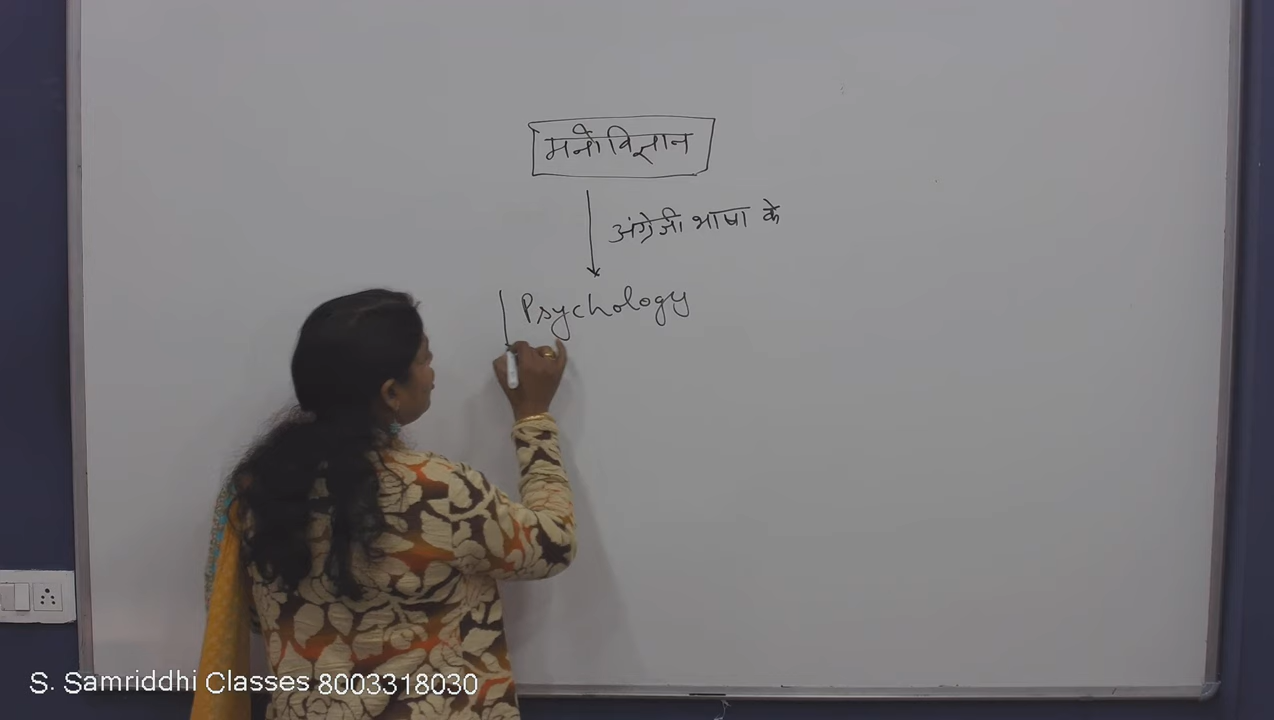 मनोविज्ञान
अंग्रेजी भाषा के
Psychology
S. Samriddhi Classes 8003318030